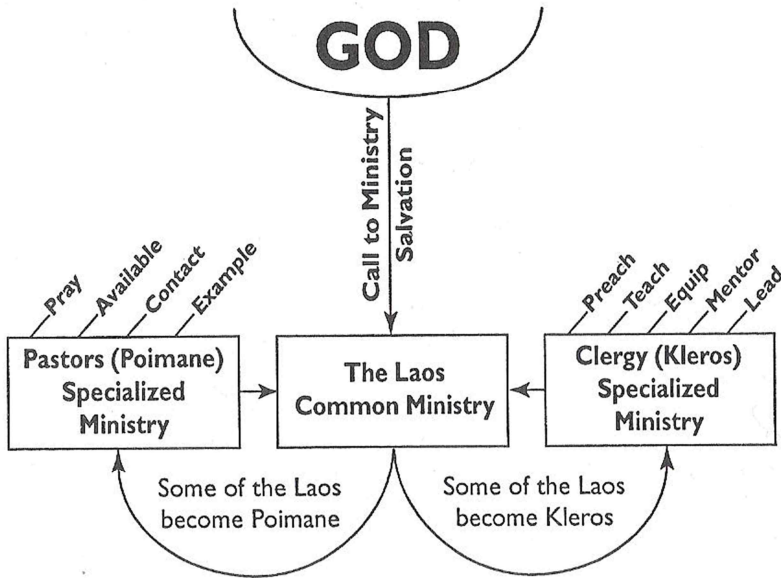 GOD
Call to Ministry
Salvation
Pray
Available
Contact
Example
Preach
Teach
Equip
Mentor
Lead
Pastors (Poimane)
Specialized
Ministry
The Laos
Common Ministry
Clergy (Kleros)
Specialized
Ministry
Some of the Laos
become Poimane
Some of the Laos
become Kleros